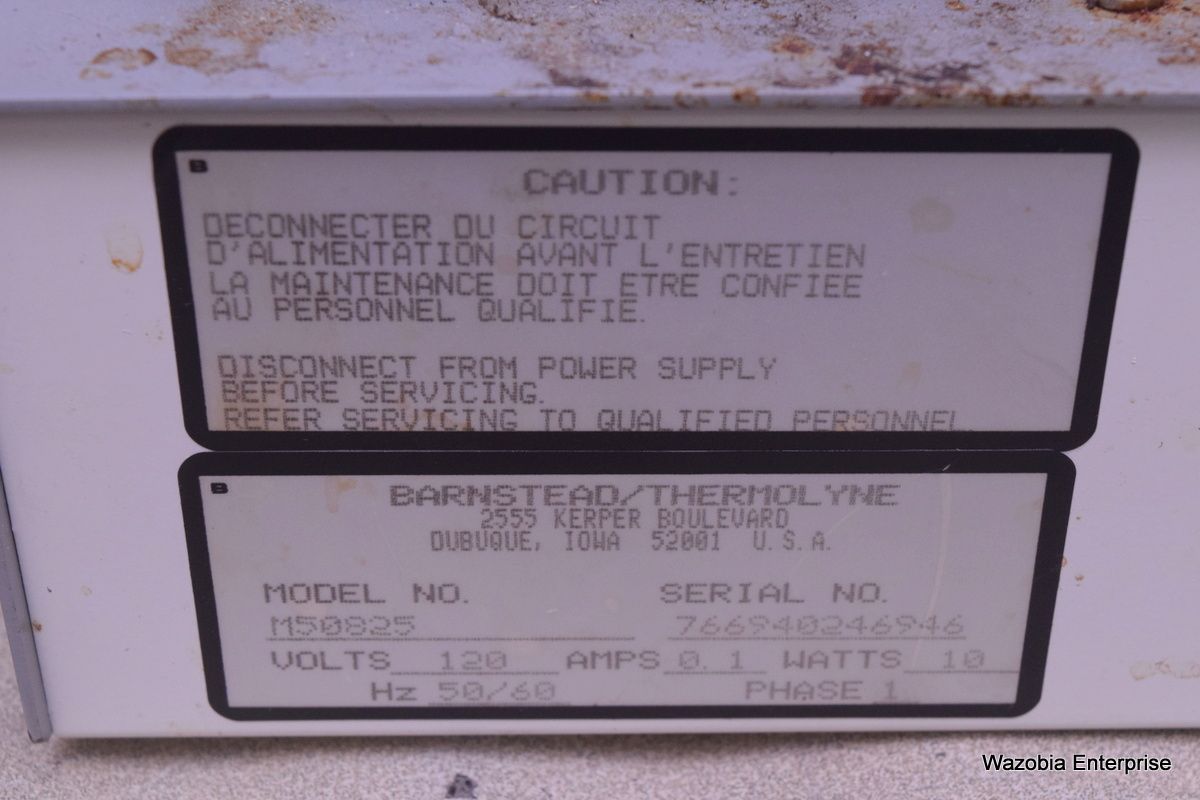 B
CAUTION:
DECONNECTER DU CIRCUIT
D'ALIMENTATION AVANT L'ENTRETIEN
LA MAINTENANCE DOIT ETRE CONFIEE
AU PERSONNEL QUALIFIE.
DISCONNECT FROM POWER SUPPLY
BEFORE SERVICING.
REFER SERVICING TO QUALIFIED PERSONNEL.
B
BARNSTEAD/THERMOLYNE
2555 KERPER BOULEVARD
DUBUQUE, IOWA 52001 U.S.A.
MODEL NO. SERIAL NO.
M50825 766940246946
VOLTS 120 AMPS 0.1 WATTS 10
Hz 50/60 PHASE 1
Wazobia Enterprise